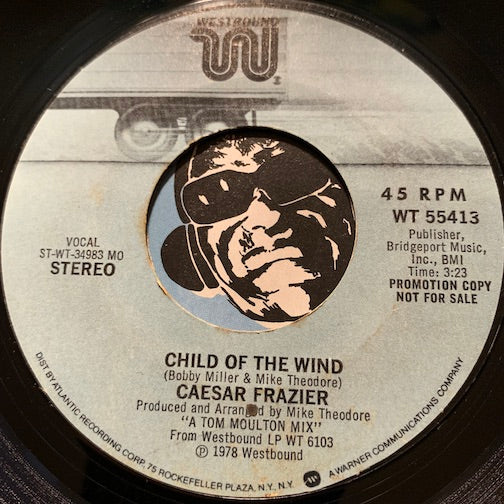 WESTBOUND
W
45 RPM
WT 55413
Publisher,
Bridgeport Music,
Inc., BMI
Time: 3:23
PROMOTION COPY
NOT FOR SALE
VOCAL
ST-WT-34983 MO
STEREO
CHILD OF THE WIND
(Bobby Miller & Mike Theodore)
CAESAR FRAZIER
Produced and Arranged by Mike Theodore
"A TOM MOULTON MIX"
From Westbound LP WT 6103
℗ 1978 Westbound
DIST BY ATLANTIC RECORDING CORP, 75 ROCKEFELLER PLAZA, N.Y., N.Y. A WARNER COMMUNICATIONS COMPANY